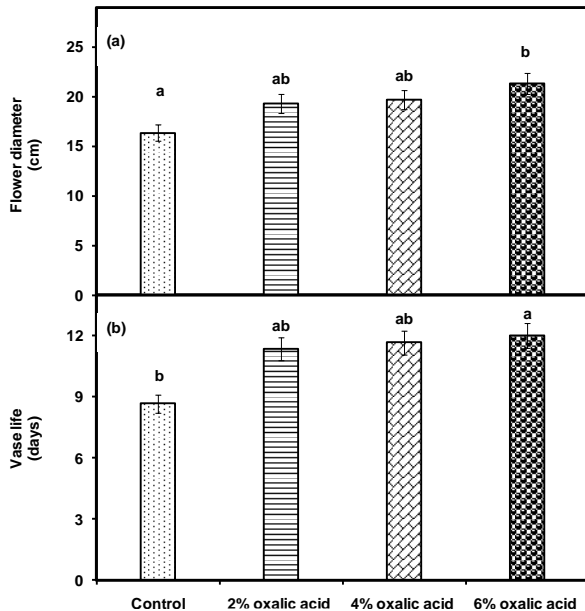 (a)
Flower diameter
(cm)
25
20
15
10
5
0
a
ab
ab
b
(b)
Vase life
(days)
12
9
6
3
0
b
ab
ab
a
Control
2% oxalic acid
4% oxalic acid
6% oxalic acid